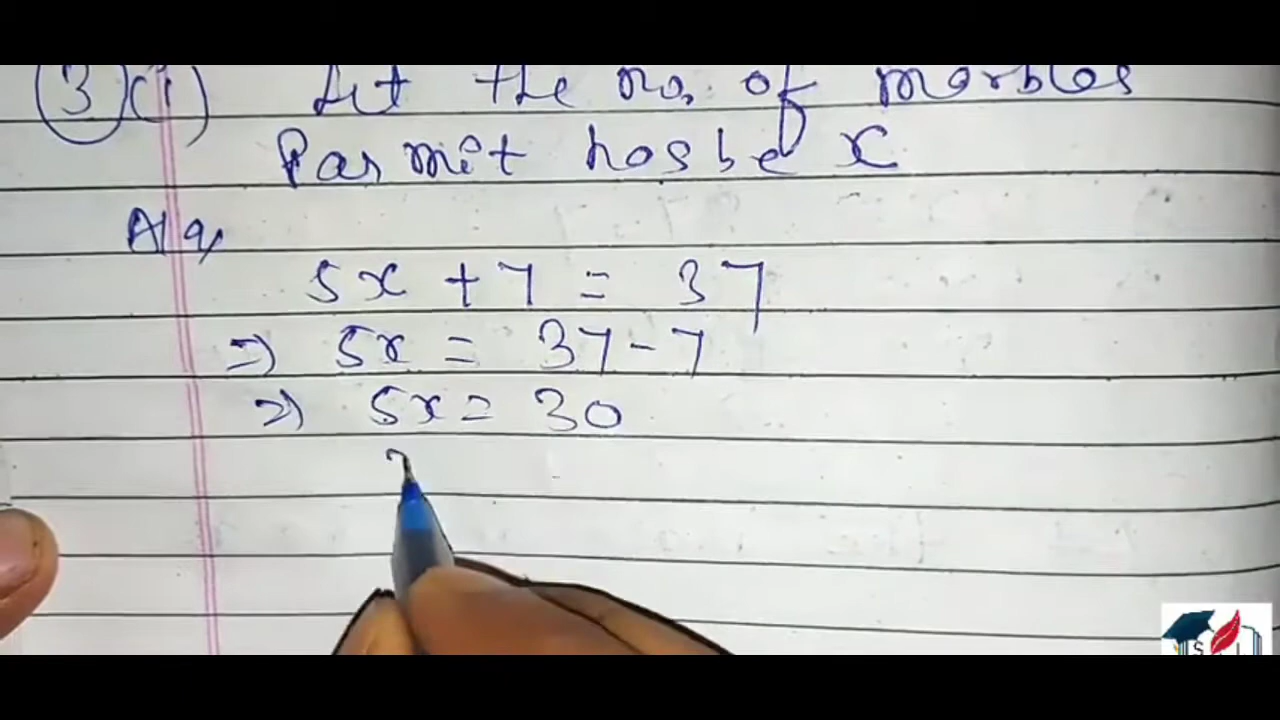 ③(i) Let the no. of marbles
Parmit has be x
A/q,
5x + 7 = 37
⇒ 5x = 37 - 7
⇒ 5x = 30